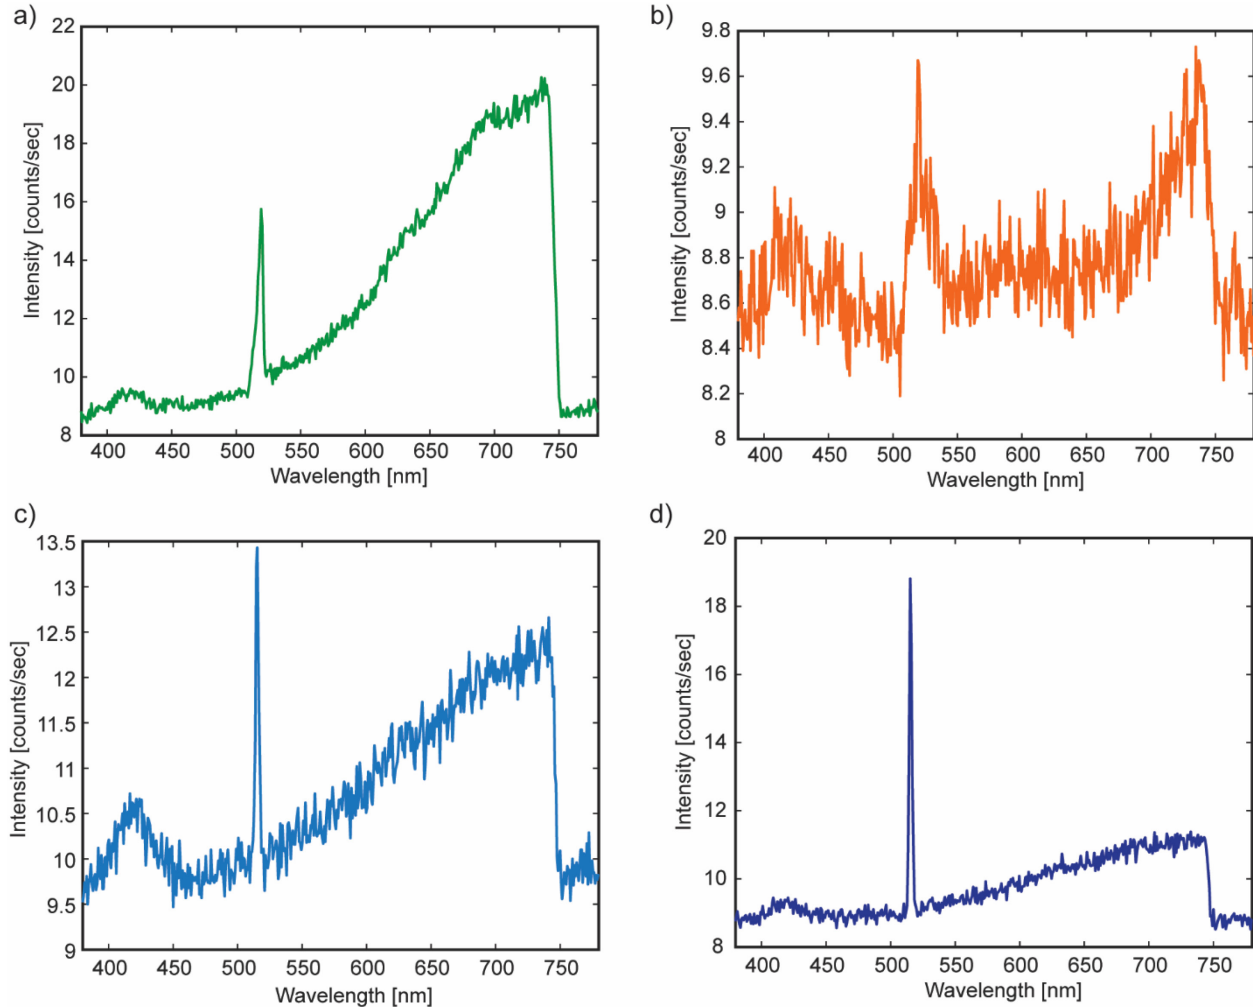 a)
22
20
18
16
14
12
10
8
Intensity [counts/sec]
400 450 500 550 600 650 700 750
Wavelength [nm]
b)
9.8
9.6
9.4
9.2
9
8.8
8.6
8.4
8.2
8
Intensity [counts/sec]
400 450 500 550 600 650 700 750
Wavelength [nm]
c)
13.5
13
12.5
12
11.5
11
10.5
10
9.5
9
Intensity [counts/sec]
400 450 500 550 600 650 700 750
Wavelength [nm]
d)
20
18
16
14
12
10
8
Intensity [counts/sec]
400 450 500 550 600 650 700 750
Wavelength [nm]